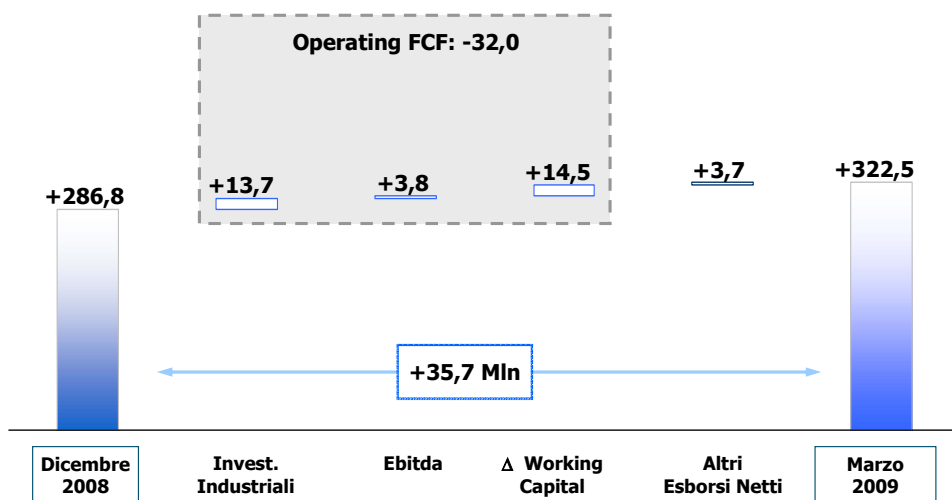 Operating FCF: -32,0
+286,8
+13,7
+3,8
+14,5
+3,7
+322,5
+35,7 Mln
Dicembre
2008
Invest.
Industriali
Ebitda
Δ Working
Capital
Altri
Esborsi Netti
Marzo
2009